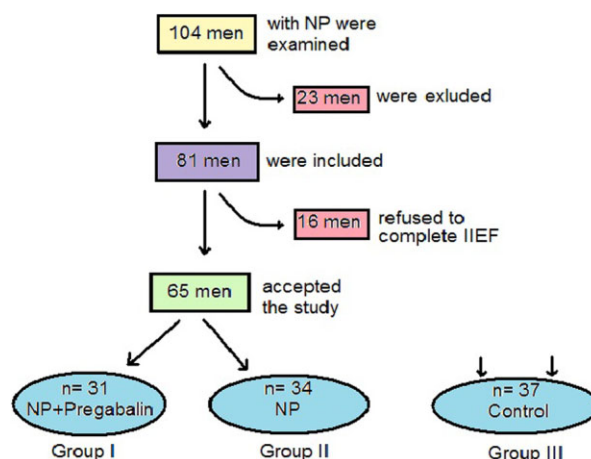 104 men
with NP were
examined
23 men
were exluded
81 men
were included
16 men
refused to
complete IIEF
65 men
accepted
the study
n= 31
NP+Pregabalin
Group I
n= 34
NP
Group II
n= 37
Control
Group III